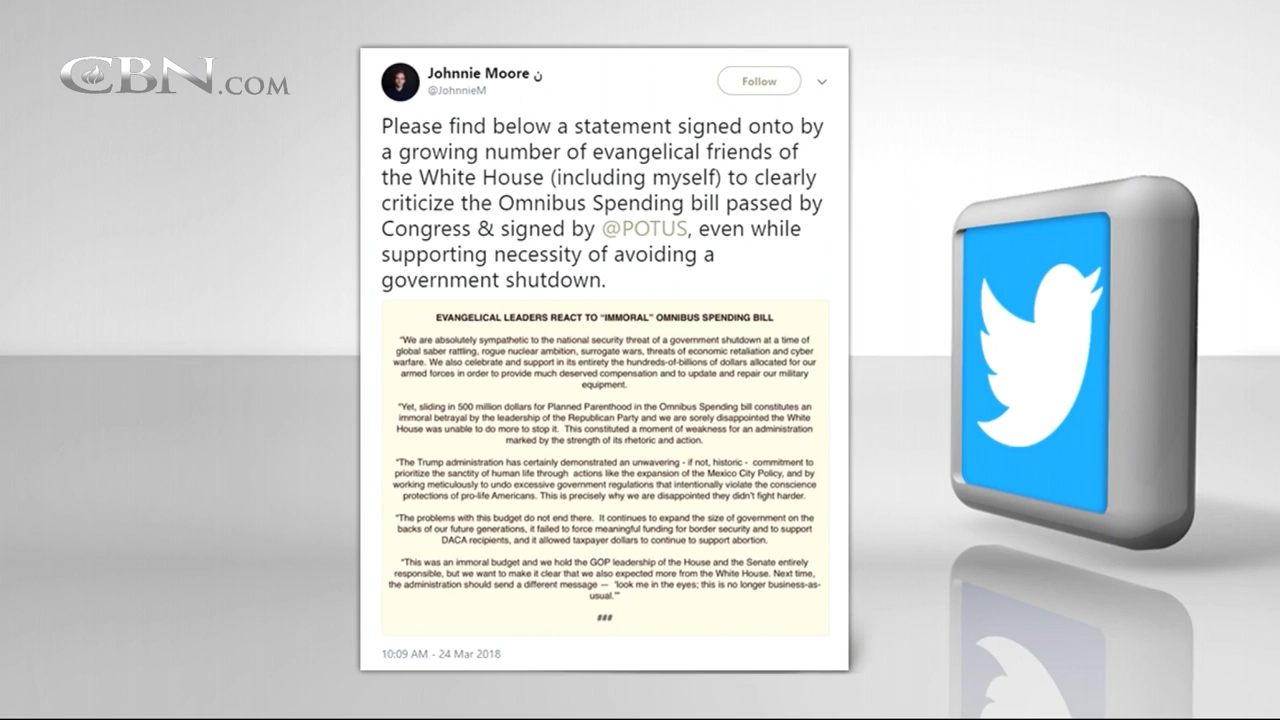 CBN.COM
Johnnie Moore ن
@JohnnieM
Follow
Please find below a statement signed onto by
a growing number of evangelical friends of
the White House (including myself) to clearly
criticize the Omnibus Spending bill passed by
Congress & signed by @POTUS, even while
supporting necessity of avoiding a
government shutdown.
EVANGELICAL LEADERS REACT TO “IMMORAL” OMNIBUS SPENDING BILL
“We are absolutely sympathetic to the national security threat of a government shutdown at a time of
global saber rattling, rogue nuclear ambition, surrogate wars, threats of economic retaliation and cyber
warfare. We also celebrate and support in its entirety the hundreds-of-billions of dollars allocated for our
armed forces in order to provide much deserved compensation and to update and repair our military
equipment.
“Yet, sliding in 500 million dollars for Planned Parenthood in the Omnibus Spending bill constitutes an
immoral betrayal by the leadership of the Republican Party and we are sorely disappointed the White
House was unable to do more to stop it. This constituted a moment of weakness for an administration
marked by the strength of its rhetoric and action.
“The Trump administration has certainly demonstrated an unwavering - if not, historic - commitment to
prioritize the sanctity of human life through actions like the expansion of the Mexico City Policy, and by
working meticulously to undo excessive government regulations that intentionally violate the conscience
protections of pro-life Americans. This is precisely why we are disappointed they didn't fight harder.
“The problems with this budget do not end there. It continues to expand the size of government on the
backs of our future generations, it failed to force meaningful funding for border security and to support
DACA recipients, and it allowed taxpayer dollars to continue to support abortion.
“This was an immoral budget and we hold the GOP leadership of the House and the Senate entirely
responsible, but we want to make it clear that we also expected more from the White House. Next time,
the administration should send a different message — 'look me in the eyes; this is no longer business-as-
usual.'”
###
10:09 AM - 24 Mar 2018